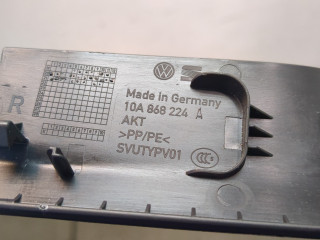 Made in Germany
10A 868 224 A
R
AKT
>PP/PE<
SVUTYPV01